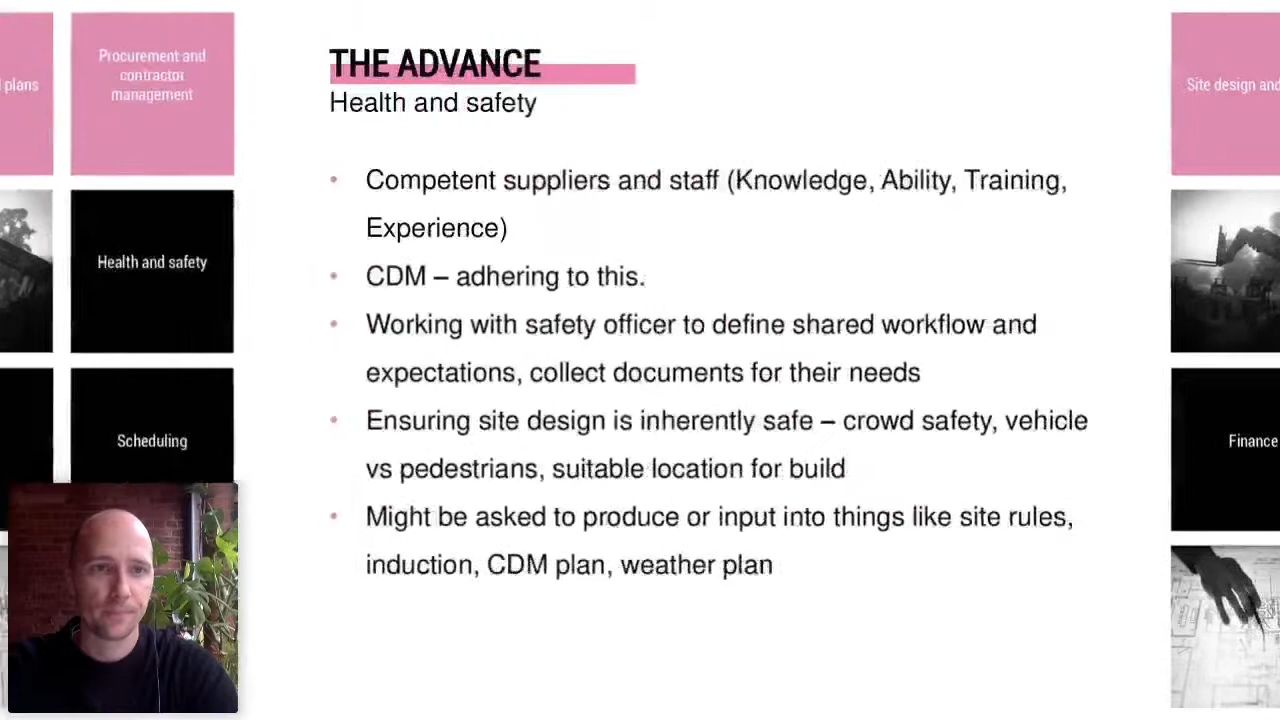 plans
Procurement and
contractor
management
Health and safety
Scheduling
THE ADVANCE
Health and safety
• Competent suppliers and staff (Knowledge, Ability, Training,
Experience)
• CDM – adhering to this.
• Working with safety officer to define shared workflow and
expectations, collect documents for their needs
• Ensuring site design is inherently safe – crowd safety, vehicle
vs pedestrians, suitable location for build
• Might be asked to produce or input into things like site rules,
induction, CDM plan, weather plan
Site design and
Finance